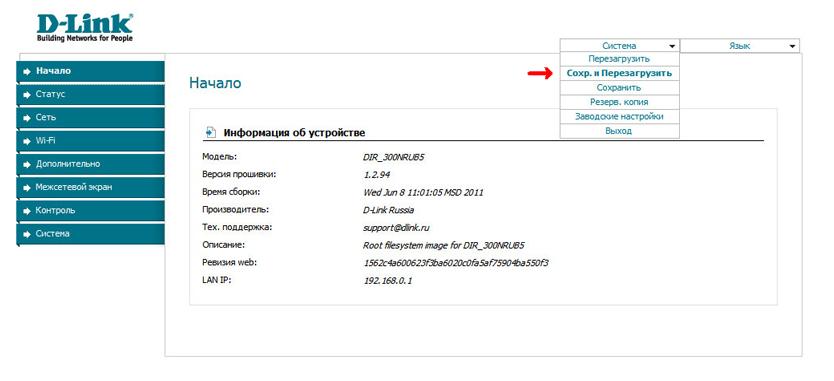 D-Link
Building Networks for People
Система
Язык
Перезагрузить
Сохр. и Перезагрузить
Сохранить
Резерв. копия
Заводские настройки
Выход
Начало
Статус
Сеть
Wi-Fi
Дополнительно
Межсетевой экран
Контроль
Система
Начало
Информация об устройстве
Модель: DIR_300NRUB5
Версия прошивки: 1.2.94
Время сборки: Wed Jun 8 11:01:05 MSD 2011
Производитель: D-Link Russia
Тех. поддержка: support@dlink.ru
Описание: Root filesystem image for DIR_300NRUB5
Ревизия web: 1562c4a600623f3ba6020c0fa5af75904ba550f3
LAN IP: 192.168.0.1